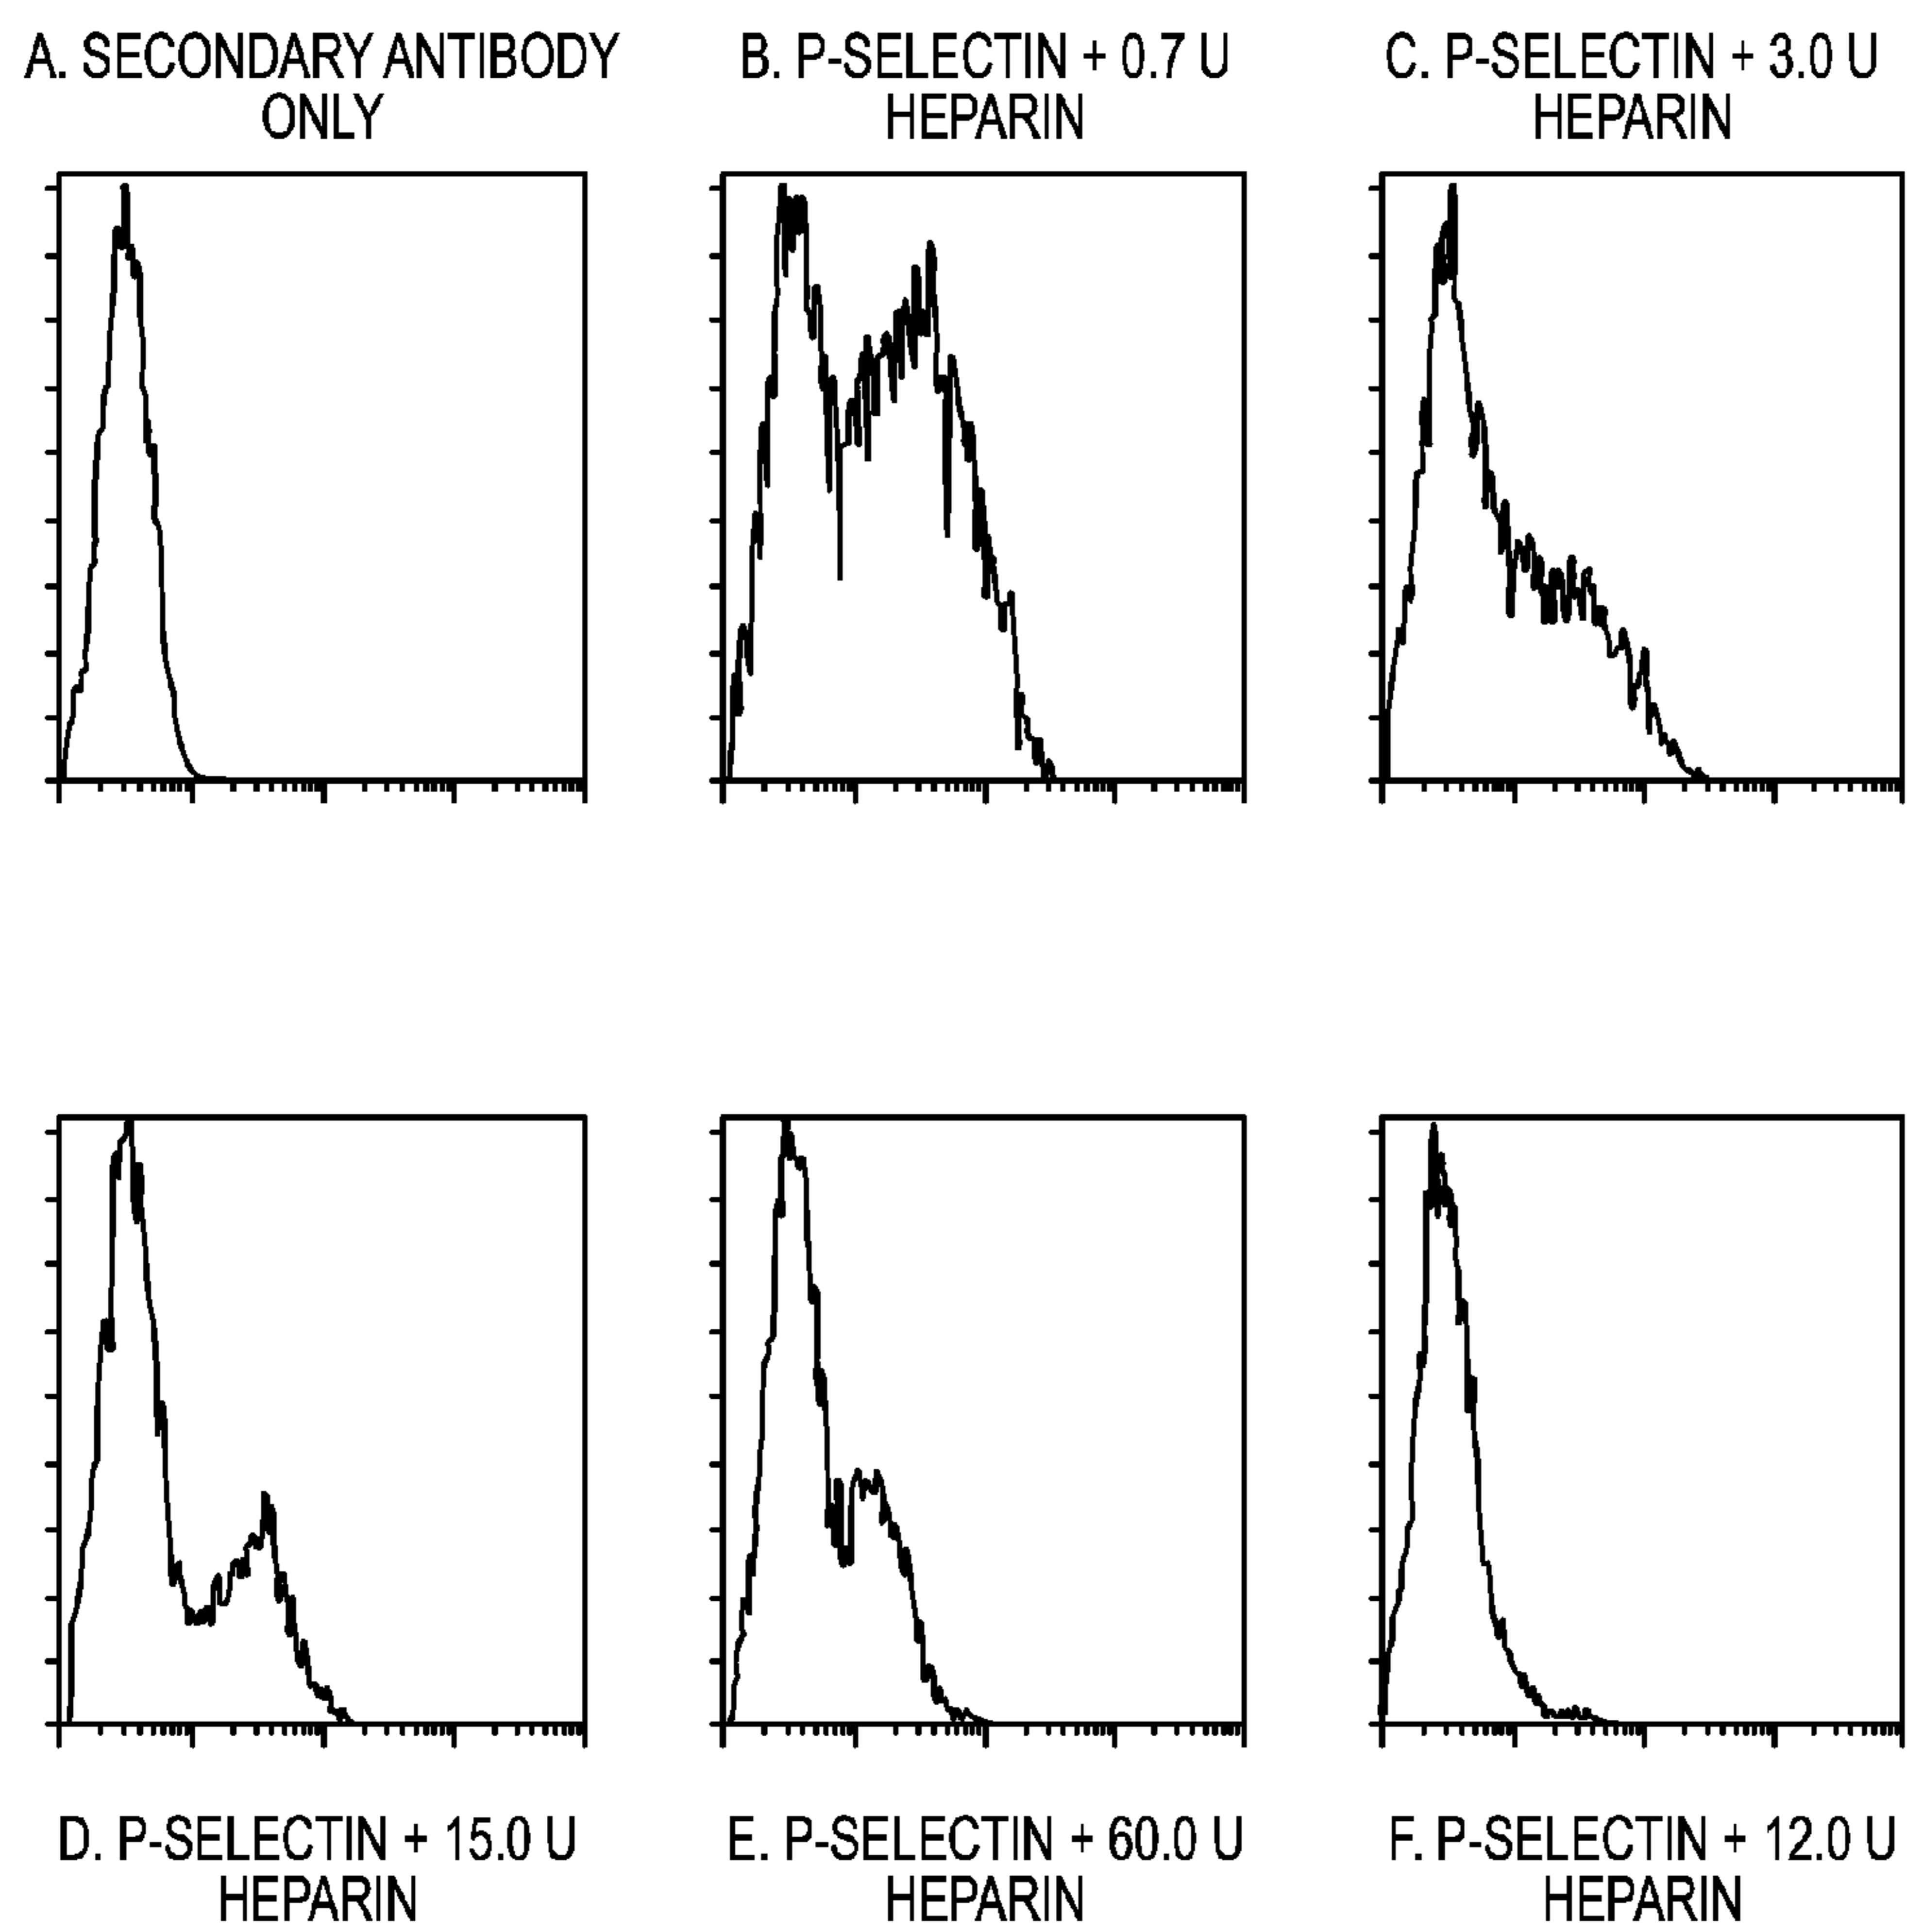 A. SECONDARY ANTIBODY
ONLY
B. P-SELECTIN + 0.7 U
HEPARIN
C. P-SELECTIN + 3.0 U
HEPARIN
D. P-SELECTIN + 15.0 U
HEPARIN
E. P-SELECTIN + 60.0 U
HEPARIN
F. P-SELECTIN + 12.0 U
HEPARIN